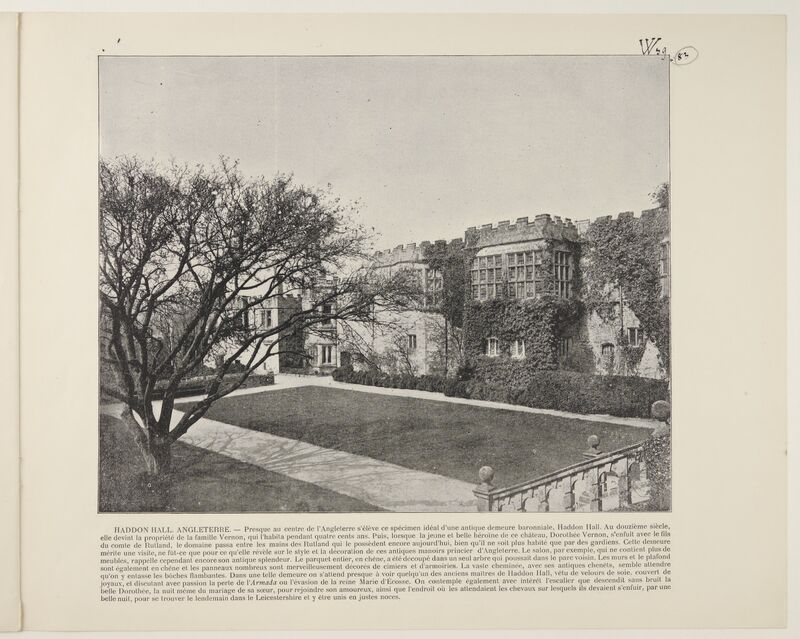 Wzg. 83
HADDON HALL, ANGLETERRE. — Presque au centre de l'Angleterre s'élève ce spécimen idéal d'une antique demeure baronniale, Haddon Hall. Au douzième siècle,
elle devint la propriété de la famille Vernon, qui l'habita pendant quatre cents ans. Puis, lorsque la jeune et belle héroïne de ce château, Dorothée Vernon, s'enfuit avec le fils
du comte de Rutland, le domaine passa entre les mains des Rutland qui le possèdent encore aujourd'hui, bien qu'il ne soit plus habité que par des gardiens. Cette demeure
mérite une visite, ne fût-ce que pour ce qu'elle révèle sur le style et la décoration de ces antiques manoirs princier d'Angleterre. Le salon, par exemple, qui ne contient plus de
meubles, rappelle cependant encore son antique splendeur. Le parquet entier, en chêne, a été découpé dans un seul arbre qui poussait dans le parc voisin. Les murs et le plafond
sont également en chêne et les panneaux nombreux sont merveilleusement décorés de cimiers et d'armoiries. La vaste cheminée, avec ses antiques chenêts, semble attendre
qu'on y entasse les bûches flambantes. Dans une telle demeure on s'attend presque à voir quelqu'un des anciens maîtres de Haddon Hall, vêtu de velours de soie, couvert de
joyaux, et discutant avec passion la perte de l'Armada ou l'évasion de la reine Marie d'Écosse. On contemple également avec intérêt l'escalier que descendit sans bruit la
belle Dorothée, la nuit même du mariage de sa sœur, pour rejoindre son amoureux, ainsi que l'endroit où les attendaient les chevaux sur lesquels ils devaient s'enfuir, par une
belle nuit, pour se trouver le lendemain dans le Leicestershire et y être unis en justes noces.